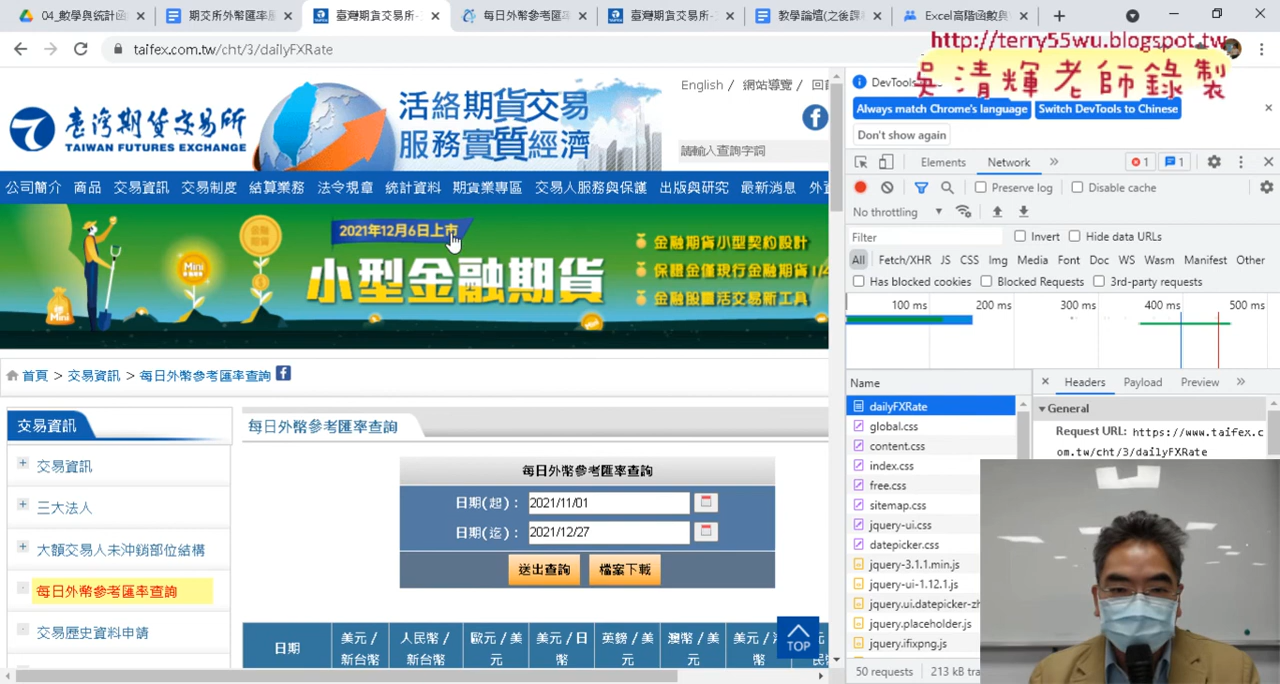 04_數學與統計函
期交所外幣匯率歷
臺灣期貨交易所
每日外幣參考匯率
臺灣期貨交易所 -
教學論壇(之後課
Excel高階函數與
taifex.com.tw/cht/3/dailyFXRate
http://terry55wu.blogspot.tw
吳清輝老師錄製
臺灣期貨交易所
TAIWAN FUTURES EXCHANGE
活絡期貨交易
服務實質經濟
English / 網站導覽 / 回
請輸入查詢字詞
公司簡介 商品 交易資訊 交易制度 結算業務 法令規章 統計資料 期貨業專區 交易人服務與保護 出版與研究 最新消息
2021年12月6日上市
小型金融期貨
金融期貨小型契約設計
保證金僅現行金融期貨1/4
金融股靈活交易新工具
Mini
Mini
首頁 > 交易資訊 > 每日外幣參考匯率查詢
交易資訊
交易資訊
三大法人
大額交易人未沖銷部位結構
每日外幣參考匯率查詢
交易歷史資料申請
每日外幣參考匯率查詢
每日外幣參考匯率查詢
日期(起): 2021/11/01
日期(迄): 2021/12/27
送出查詢 檔案下載
日期
美元 / 新台幣
人民幣 / 新台幣
歐元 / 美元
美元 / 日幣
英鎊 / 美元
澳幣 / 美元
TOP
DevTools
Always match Chrome's language
Switch DevTools to Chinese
Don't show again
Elements Network 1 1
Preserve log Disable cache
No throttling
Filter Invert Hide data URLs
All Fetch/XHR JS CSS Img Media Font Doc WS Wasm Manifest Other
Has blocked cookies Blocked Requests 3rd-party requests
100 ms 200 ms 300 ms 400 ms 500 ms
Name
dailyFXRate
global.css
content.css
index.css
free.css
sitemap.css
jquery-ui.css
datepicker.css
jquery-3.1.1.min.js
jquery-ui-1.12.1.js
jquery.ui.datepicker-zh
jquery.placeholder.js
jquery.ifixpng.js
50 requests 213 kB tra
Headers Payload Preview
General
Request URL: https://www.taifex.c
om.tw/cht/3/dailyFXRate